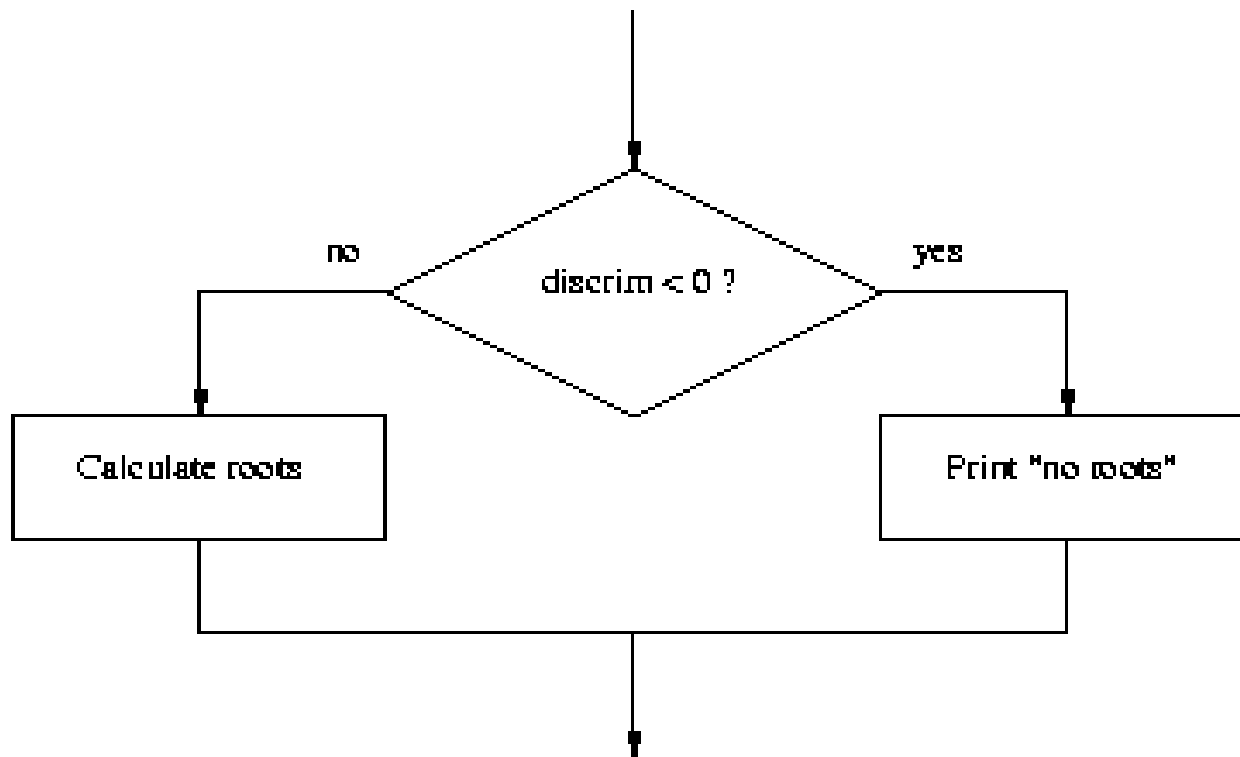 no
yes
discrim < 0 ?
Calculate roots
Print "no roots"